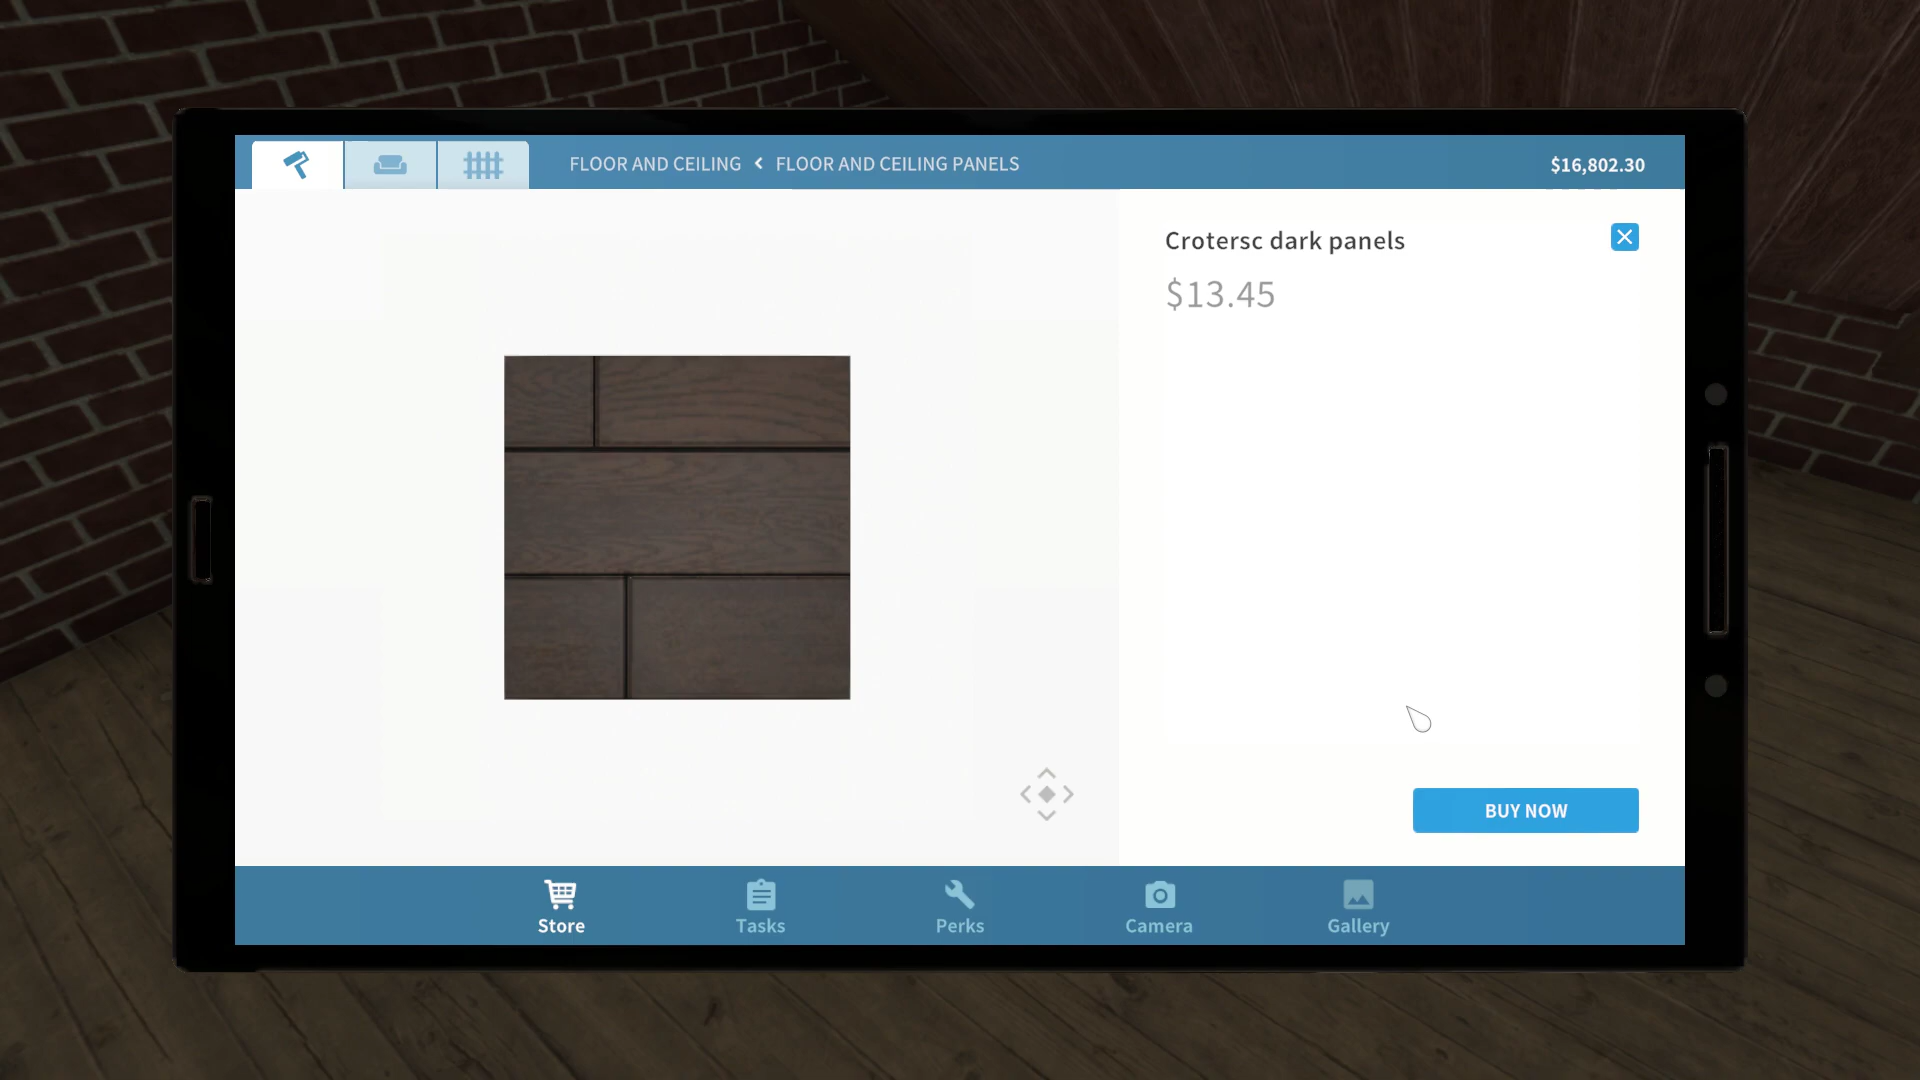 FLOOR AND CEILING < FLOOR AND CEILING PANELS
$16,802.30
Crotersc dark panels
$13.45
BUY NOW
Store
Tasks
Perks
Camera
Gallery